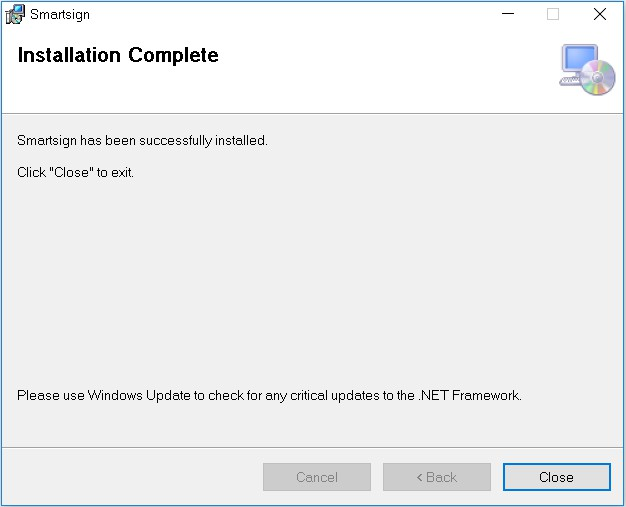 Smartsign
Installation Complete
Smartsign has been successfully installed.
Click "Close" to exit.
Please use Windows Update to check for any critical updates to the .NET Framework.
Cancel
< Back
Close